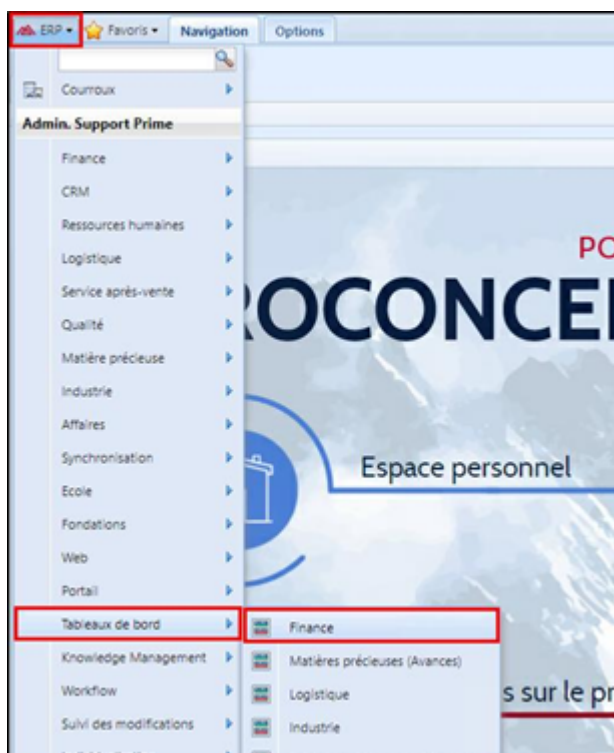 ERP Favoris Navigation Options
Courroux
Admin. Support Prime
Finance
CRM
Ressources humaines
Logistique
Service après-vente
Qualité
Matière précieuse
Industrie
Affaires
Synchronisation
Ecole
Fondations
Web
Portail
Tableaux de bord
Knowledge Management
Workflow
Suivi des modifications
Finance
Matières précieuses (Avances)
Logistique
Industrie
PO
OCONCE
Espace personnel
s sur le pr